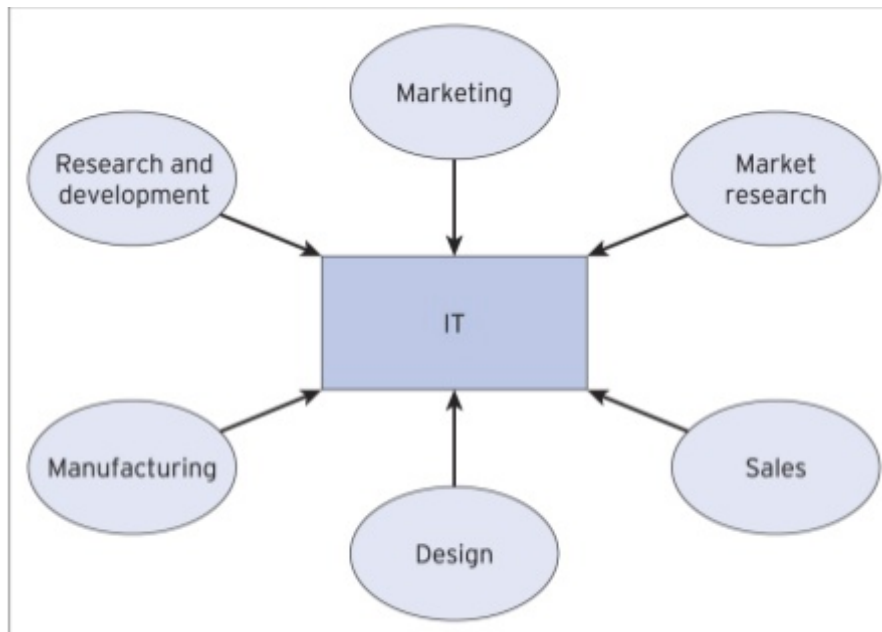 Marketing
Research and
development
Market
research
IT
Manufacturing
Sales
Design